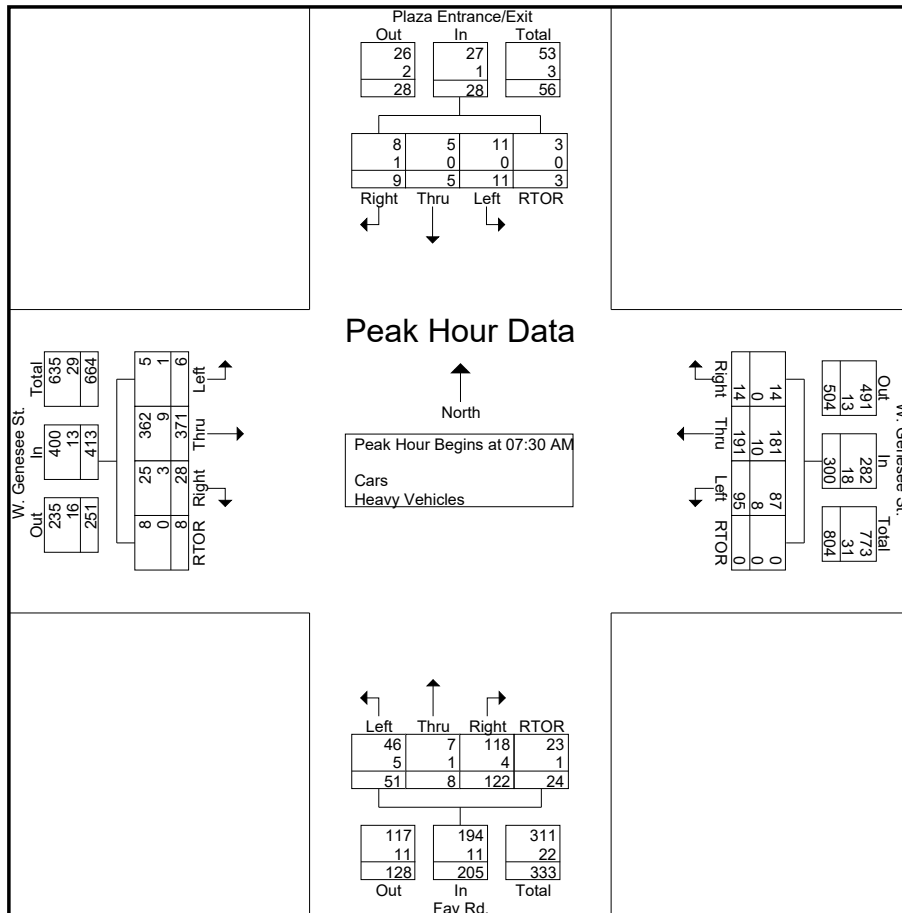 Plaza Entrance/Exit
Out In Total
26 27 53
2 1 3
28 28 56
8 5 11 3
1 0 0 0
9 5 11 3
Right Thru Left RTOR
Peak Hour Data
North
Peak Hour Begins at 07:30 AM
Cars
Heavy Vehicles
W. Genesee St.
Total In Out
635 400 235
29 13 16
664 413 251
5 362 25 8
1 9 3 0
6 371 28 8
Left Thru Right RTOR
W. Genesee St.
Out In Total
491 282 773
13 18 31
504 300 804
14 181 87 0
0 10 8 0
14 191 95 0
Right Thru Left RTOR
Left Thru Right RTOR
46 7 118 23
5 1 4 1
51 8 122 24
117 194 311
11 11 22
128 205 333
Out In Total
Fay Rd.